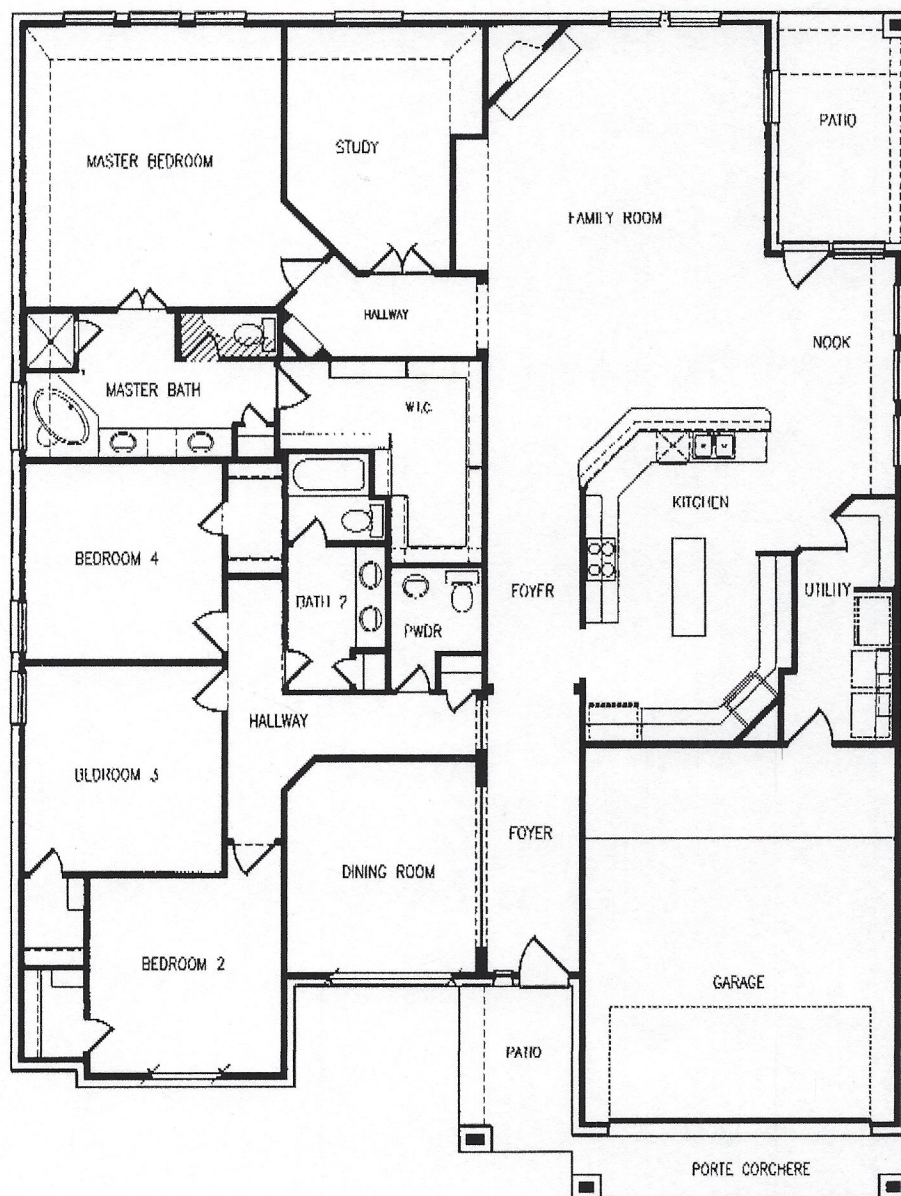 PATIO
MASTER BEDROOM
STUDY
FAMILY ROOM
HALLWAY
NOOK
MASTER BATH
W.I.C.
KITCHEN
BEDROOM 4
BATH 2
FOYER
UTILITY
PWDR
HALLWAY
BEDROOM 3
FOYER
DINING ROOM
BEDROOM 2
GARAGE
PATIO
PORTE CORCHERE